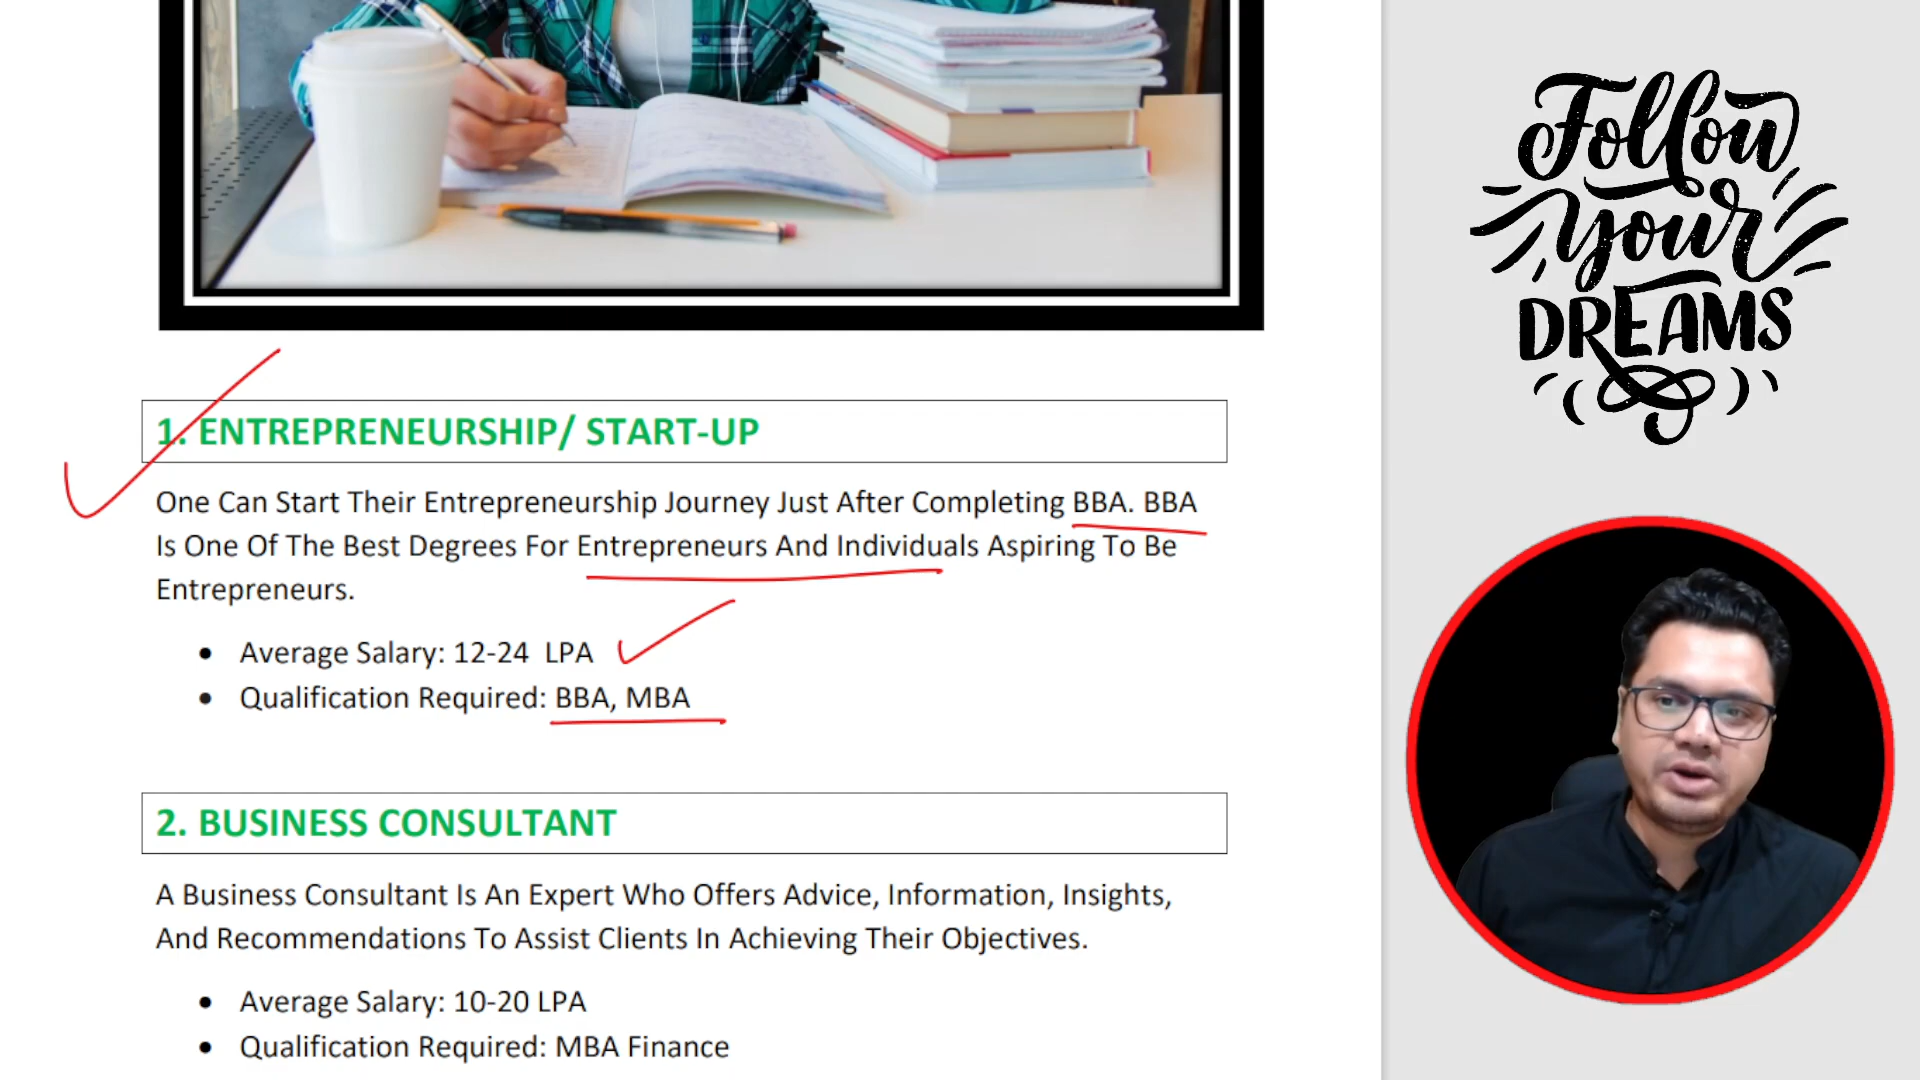 Follow
your
DREAMS
1. ENTREPRENEURSHIP/ START-UP
One Can Start Their Entrepreneurship Journey Just After Completing BBA. BBA
Is One Of The Best Degrees For Entrepreneurs And Individuals Aspiring To Be
Entrepreneurs.
• Average Salary: 12-24 LPA
• Qualification Required: BBA, MBA
2. BUSINESS CONSULTANT
A Business Consultant Is An Expert Who Offers Advice, Information, Insights,
And Recommendations To Assist Clients In Achieving Their Objectives.
• Average Salary: 10-20 LPA
• Qualification Required: MBA Finance